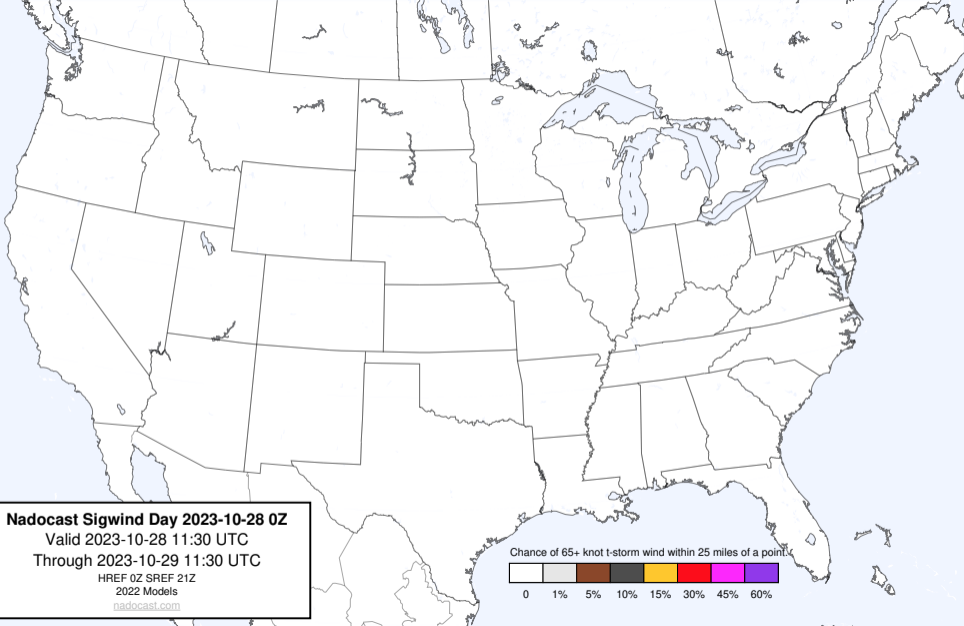 Nadocast Sigwind Day 2023-10-28 0Z
Valid 2023-10-28 11:30 UTC
Through 2023-10-29 11:30 UTC
HREF 0Z SREF 21Z
2022 Models
nadocast.com
Chance of 65+ knot t-storm wind within 25 miles of a point.
0 1% 5% 10% 15% 30% 45% 60%